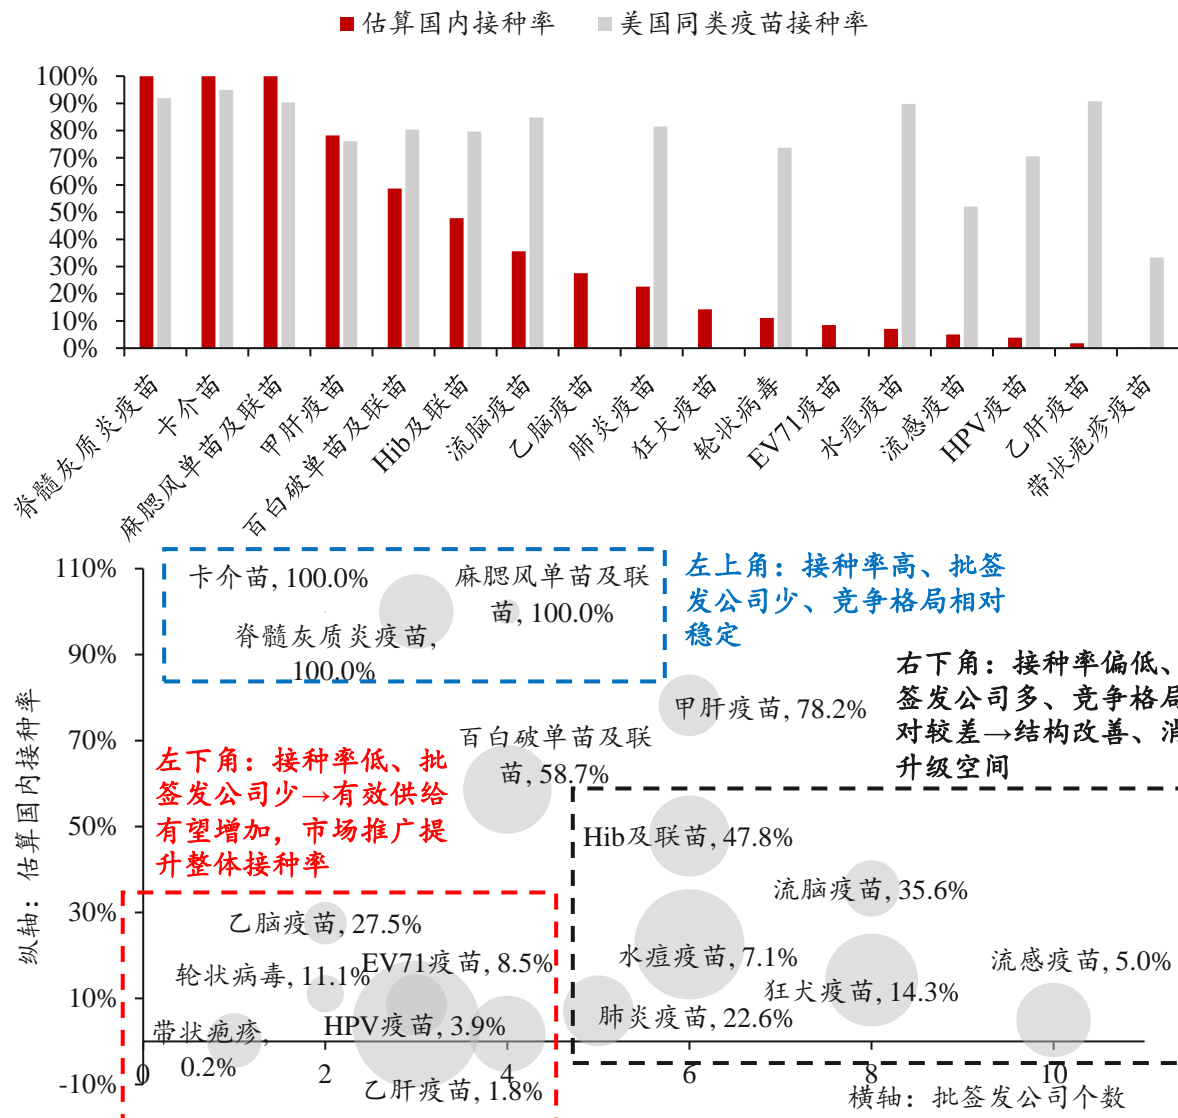 估算国内接种率 美国同类疫苗接种率
100%
90%
80%
70%
60%
50%
40%
30%
20%
10%
0%
脊髓灰质炎疫苗
卡介苗
麻腮风单苗及联苗
甲肝疫苗
百白破单苗及联苗
Hib及联苗
流脑疫苗
乙脑疫苗
肺炎疫苗
狂犬疫苗
轮状病毒
EV71疫苗
水痘疫苗
流感疫苗
HPV疫苗
乙肝疫苗
带状疱疹疫苗
纵轴：估算国内接种率
110%
90%
70%
50%
30%
10%
-10%
卡介苗, 100.0%
麻腮风单苗及联
苗, 100.0%
脊髓灰质炎疫苗,
100.0%
左上角：接种率高、批签
发公司少、竞争格局相对
稳定
右下角：接种率偏低、
签发公司多、竞争格局
对较差→结构改善、消
升级空间
甲肝疫苗, 78.2%
百白破单苗及联
苗, 58.7%
左下角：接种率低、批
签发公司少→有效供给
有望增加，市场推广提
升整体接种率
Hib及联苗, 47.8%
流脑疫苗, 35.6%
乙脑疫苗, 27.5%
轮状病毒, 11.1%
EV71疫苗, 8.5%
水痘疫苗, 7.1%
流感疫苗, 5.0%
狂犬疫苗, 14.3%
带状疱疹,
0.2%
HPV疫苗, 3.9%
肺炎疫苗, 22.6%
乙肝疫苗, 1.8%
0 2 4 6 8 10
横轴：批签发公司个数